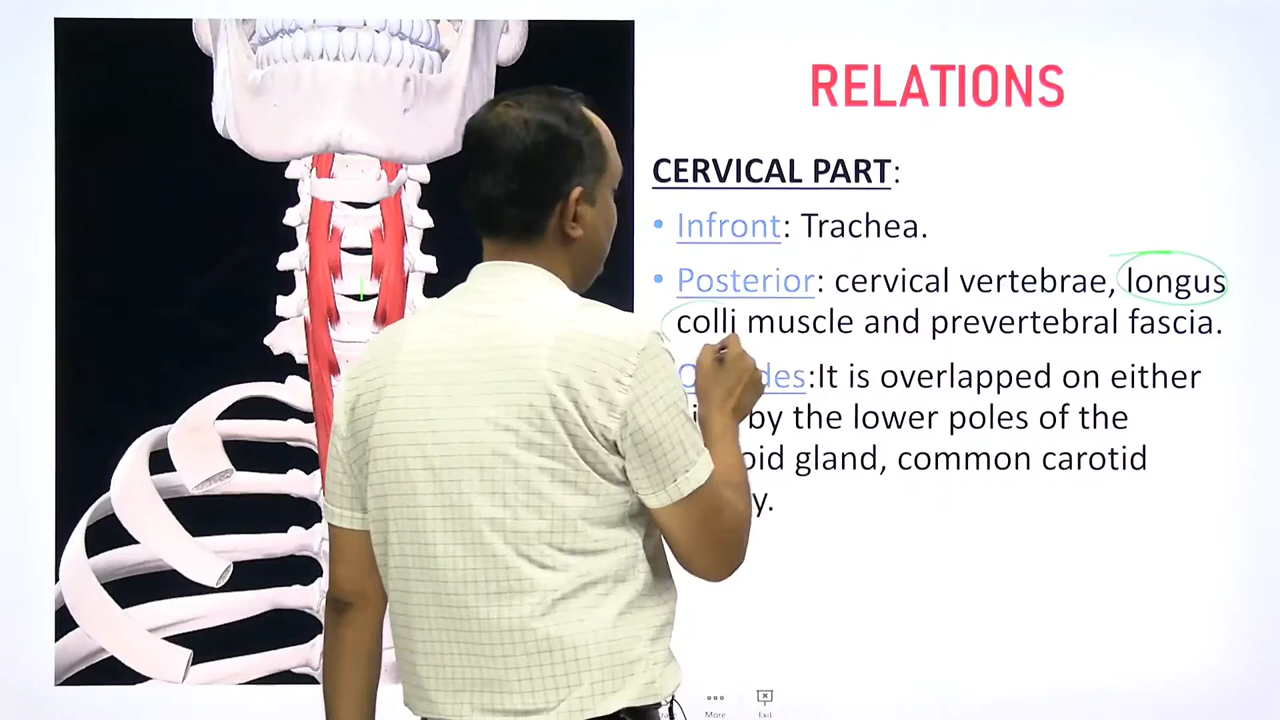 RELATIONS
CERVICAL PART:
• Infront: Trachea.
• Posterior: cervical vertebrae, longus
colli muscle and prevertebral fascia.
:It is overlapped on either
by the lower poles of the
gland, common carotid
More
Exit